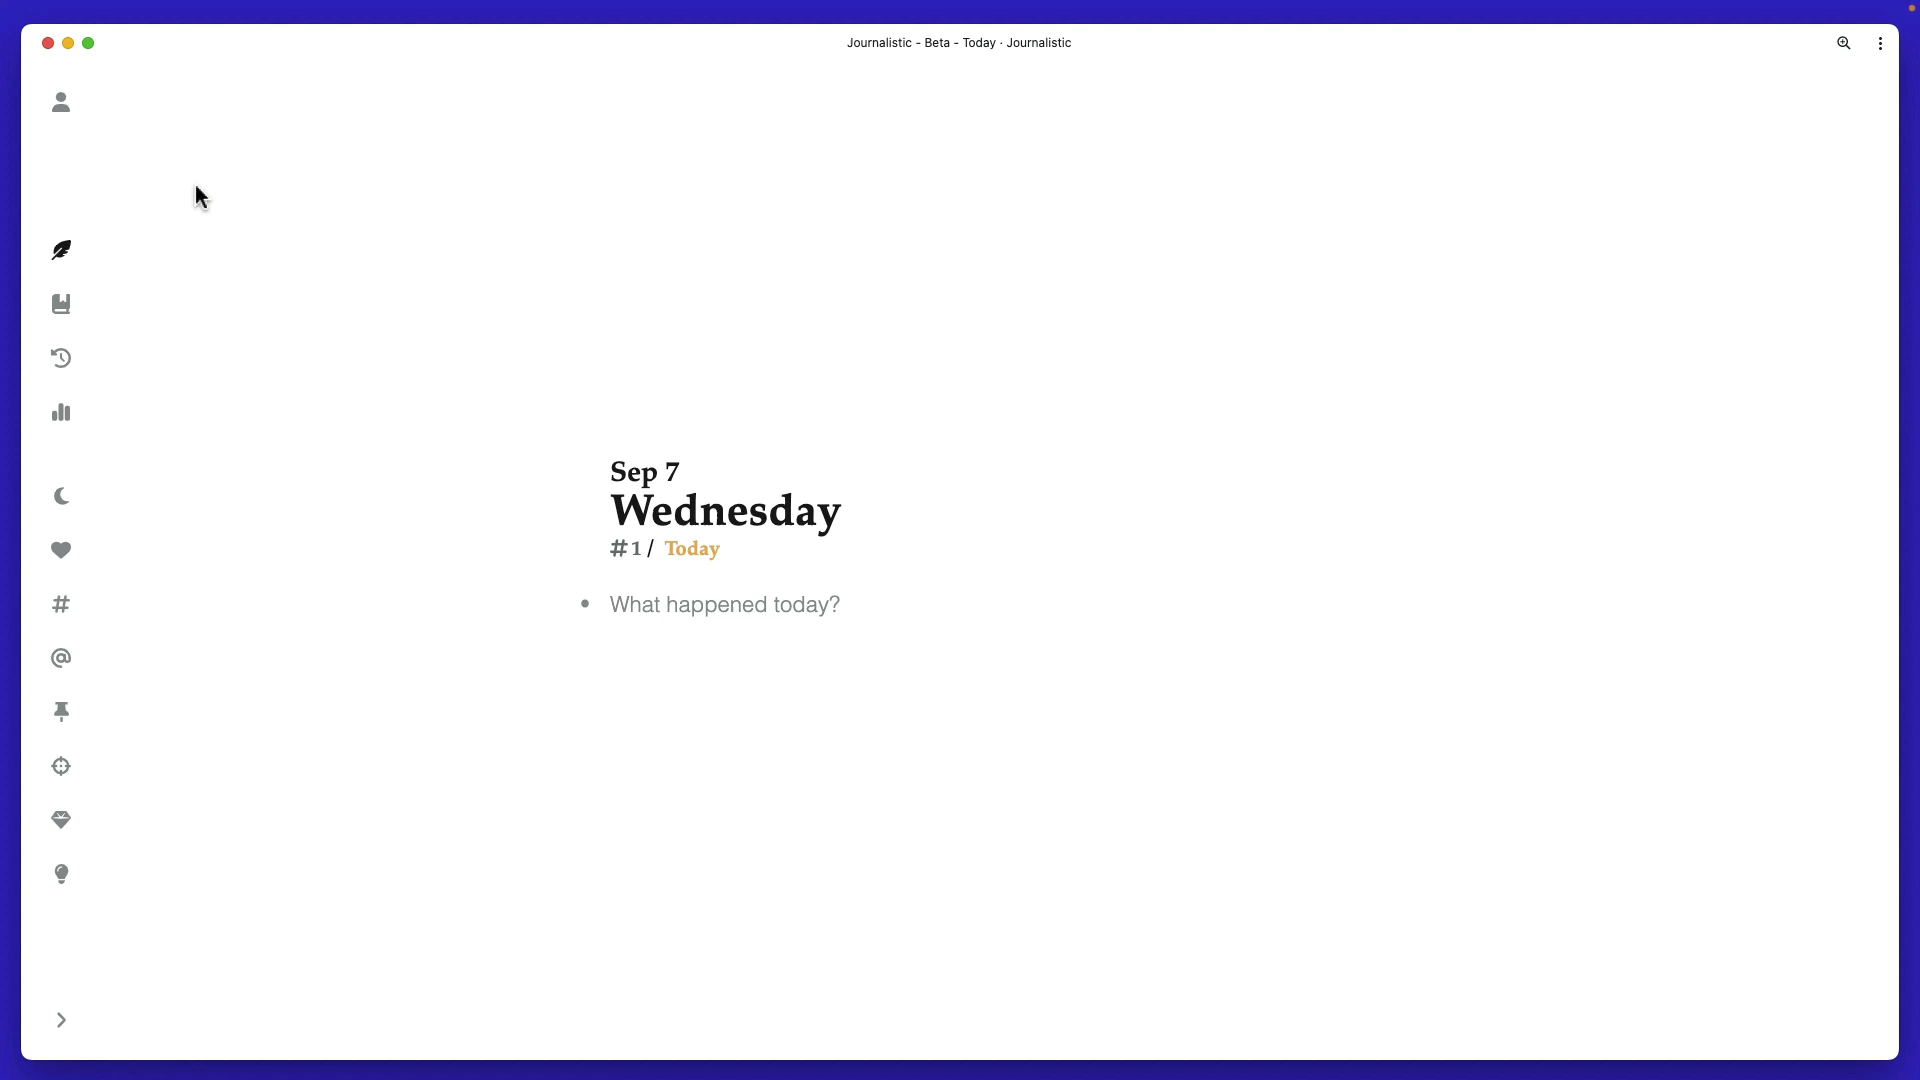 Journalistic - Beta - Today · Journalistic
Sep 7
Wednesday
#1 / Today
What happened today?